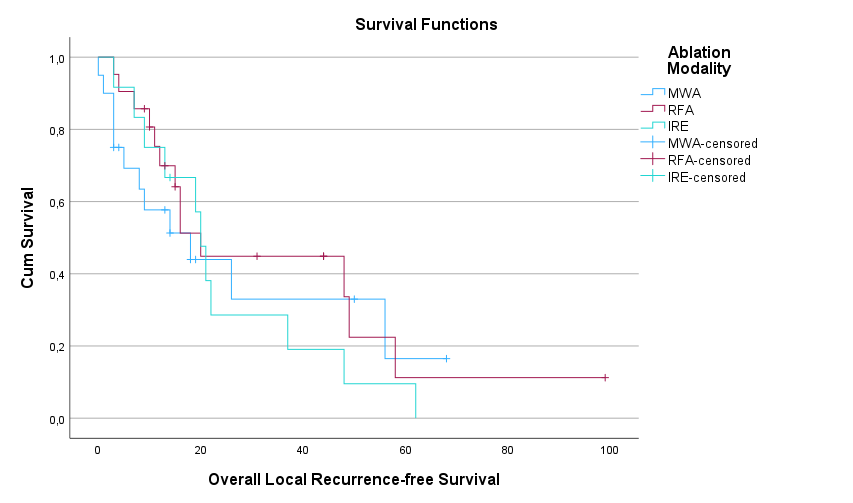 Survival Functions
Ablation
Modality
MWA
RFA
IRE
MWA-censored
RFA-censored
IRE-censored
1,0
0,8
0,6
0,4
0,2
0,0
Cum Survival
0 20 40 60 80 100
Overall Local Recurrence-free Survival